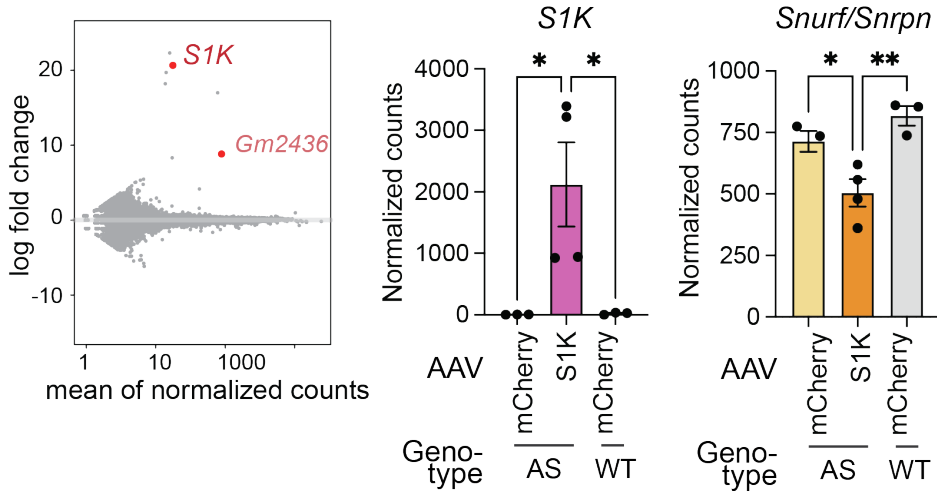 log fold change
20
10
0
-10
S1K
Gm2436
1
10
1000
mean of normalized counts
S1K
Normalized counts
4000
3000
2000
1000
0
* *
AAV
mCherry
S1K
mCherry
Geno-
type
AS
WT
Snurf/Snrpn
Normalized counts
1000
750
500
250
0
* **
AAV
mCherry
S1K
mCherry
Geno-
type
AS
WT